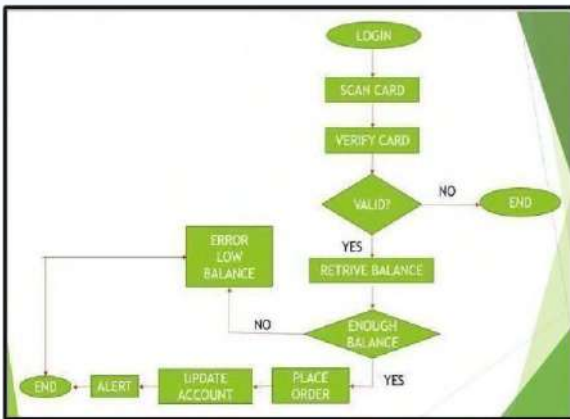 LOGIN
SCAN CARD
VERIFY CARD
VALID?
NO
END
YES
RETRIVE BALANCE
ERROR
LOW
BALANCE
ENOUGH
BALANCE
NO
YES
PLACE
ORDER
UPDATE
ACCOUNT
ALERT
END